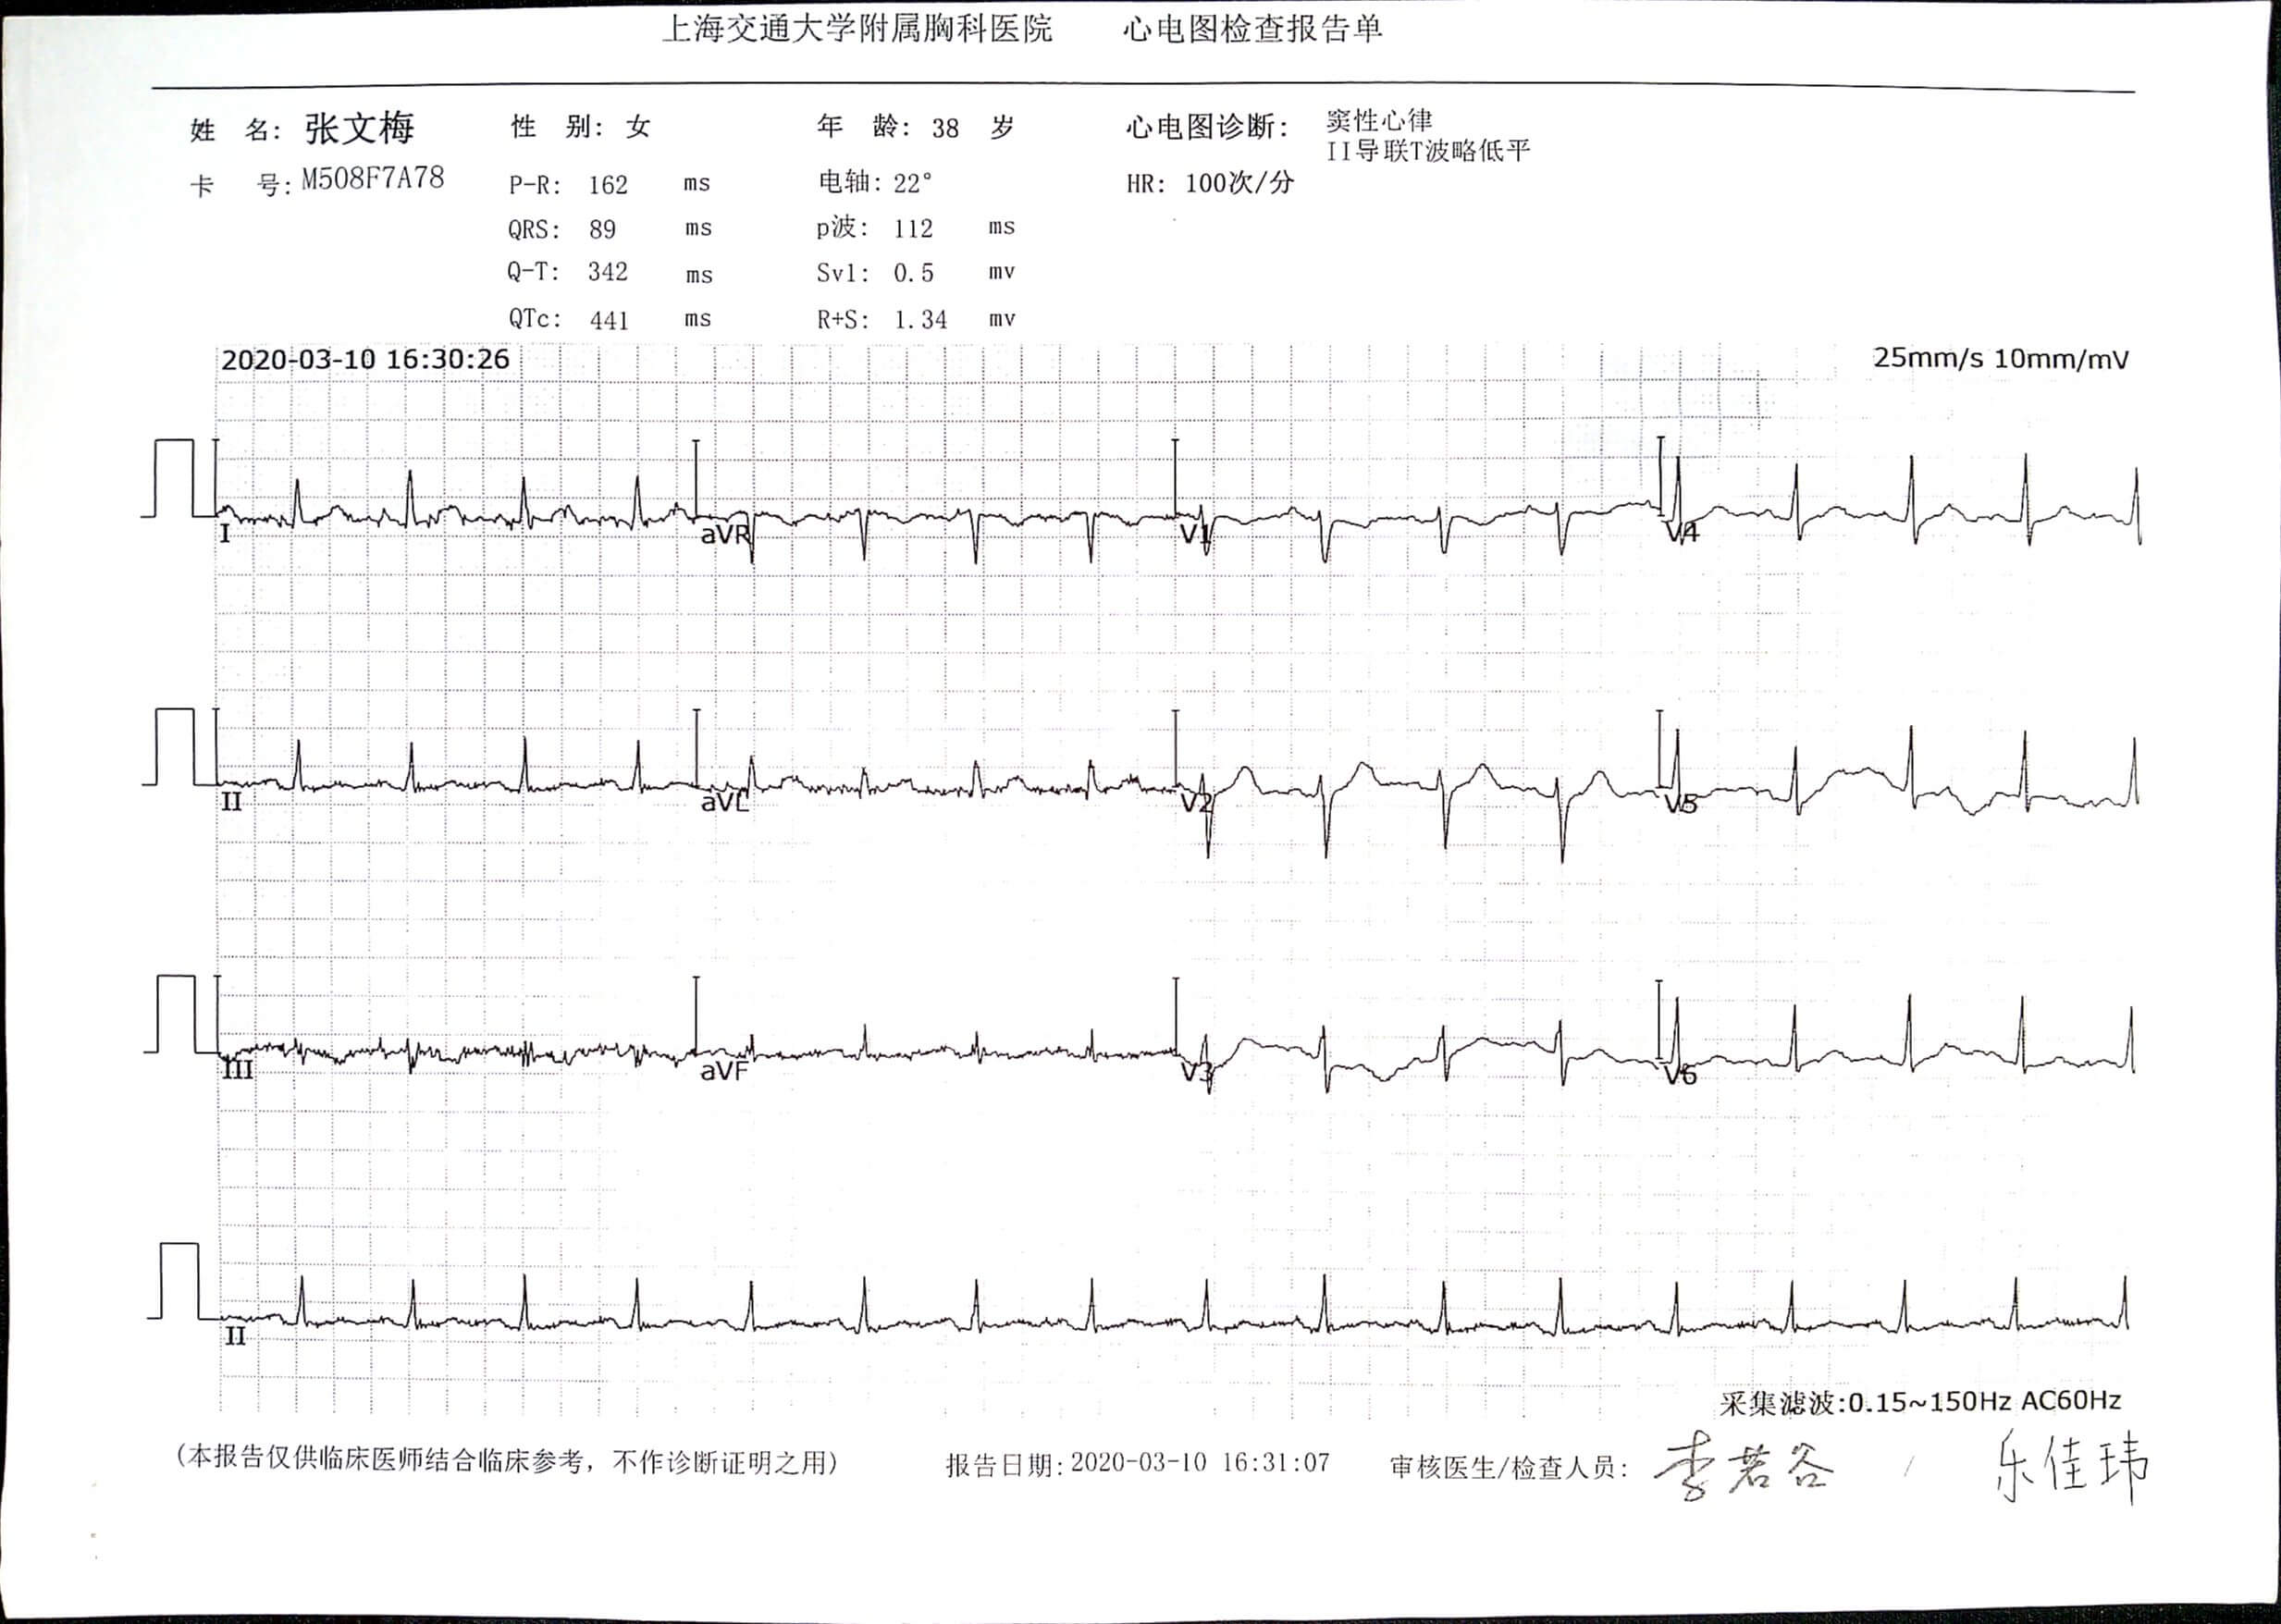 上海交通大学附属胸科医院 心电图检查报告单
姓 名: 张文梅 性 别: 女 年 龄: 38 岁 心电图诊断: 窦性心律
II导联T波略低平
卡 号: M508F7A78 P-R: 162 ms 电轴: 22° HR: 100次/分
QRS: 89 ms p波: 112 ms
Q-T: 342 ms Sv1: 0.5 mv
QTc: 441 ms R+S: 1.34 mv
2020-03-10 16:30:26 25mm/s 10mm/mV
I aVR V1 V4
II aVL V2 V5
III aVF V3 V6
II
采集滤波:0.15~150Hz AC60Hz
(本报告仅供临床医师结合临床参考, 不作诊断证明之用) 报告日期: 2020-03-10 16:31:07 审核医生/检查人员: 李若谷 / 乐佳玮